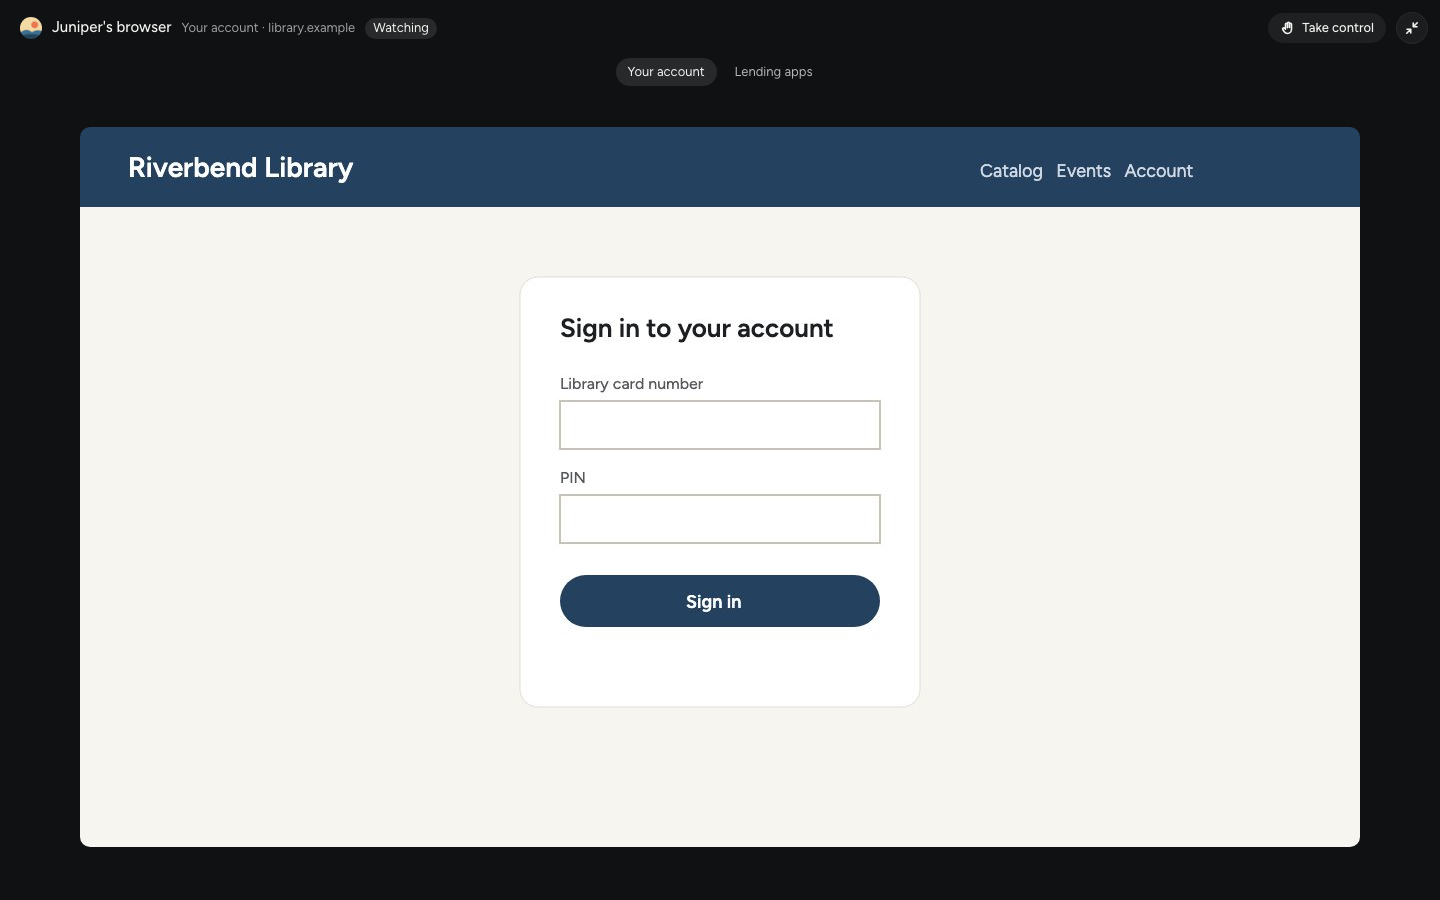 Juniper's browser Your account · library.example Watching Take control
Your account Lending apps
Riverbend Library Catalog Events Account
Sign in to your account
Library card number
PIN
Sign in